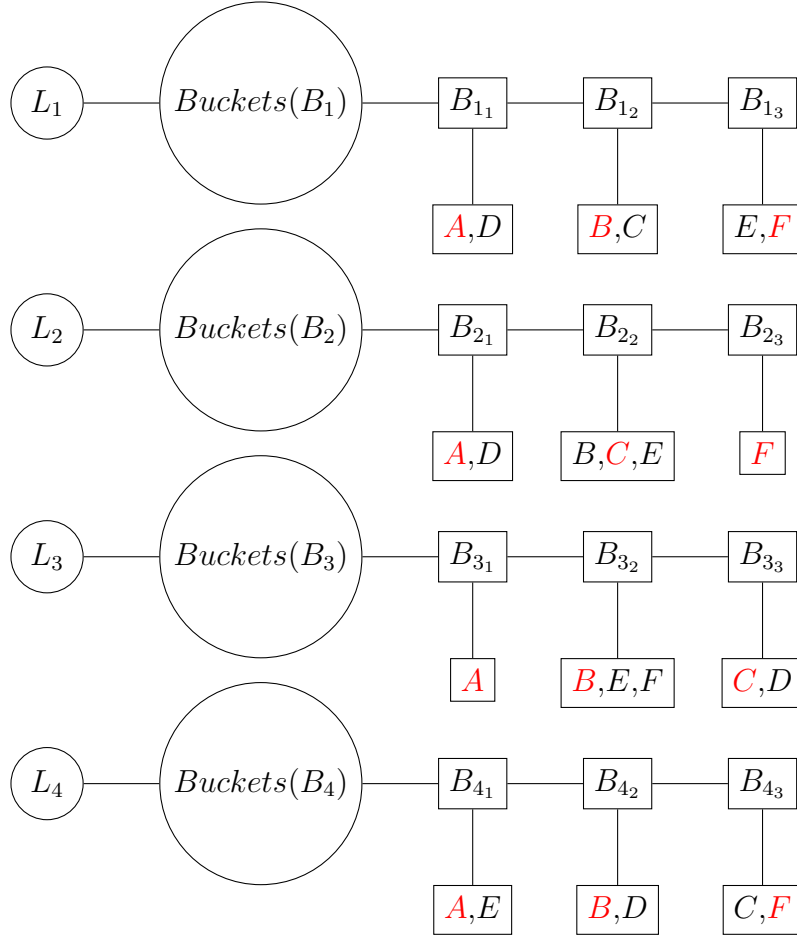 L₁ Buckets(B₁) B₁₁ B₁₂ B₁₃
A,D B,C E,F
L₂ Buckets(B₂) B₂₁ B₂₂ B₂₃
A,D B,C,E F
L₃ Buckets(B₃) B₃₁ B₃₂ B₃₃
A B,E,F C,D
L₄ Buckets(B₄) B₄₁ B₄₂ B₄₃
A,E B,D C,F